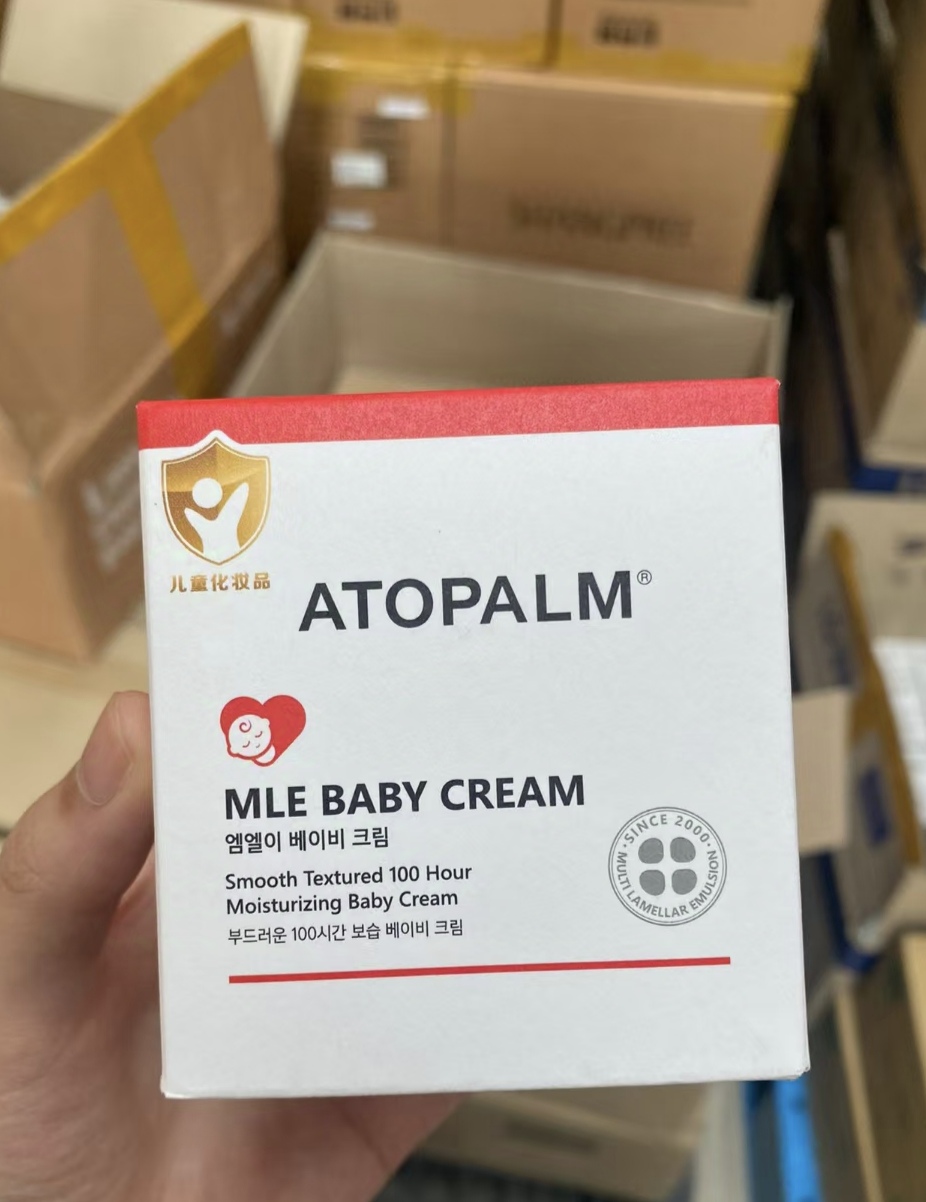 儿童化妆品
ATOPALM®
MLE BABY CREAM
엠엘이 베이비 크림
Smooth Textured 100 Hour
Moisturizing Baby Cream
부드러운 100시간 보습 베이비 크림
·SINCE 2000·
MULTI LAMELLAR EMULSION